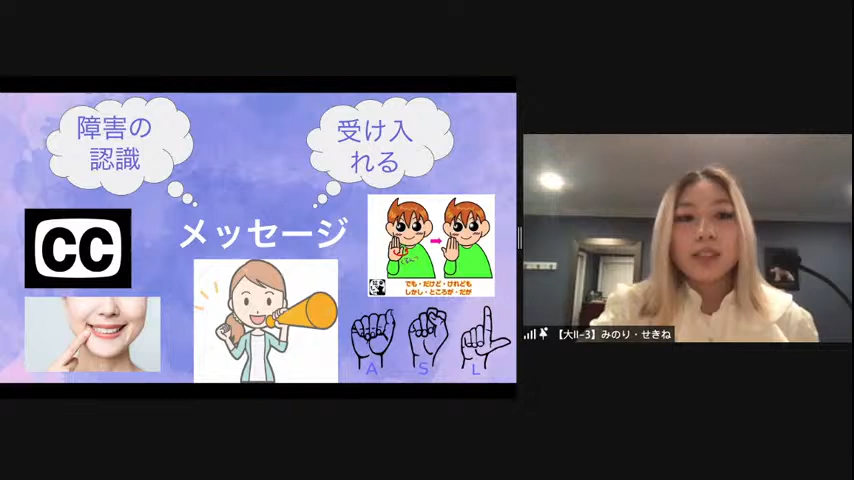 障害の
認識
受け入
れる
メッセージ
CC
でも・だけど・けれども
しかし・ところが・だが
A S L
【大II-3】みのり・せきね